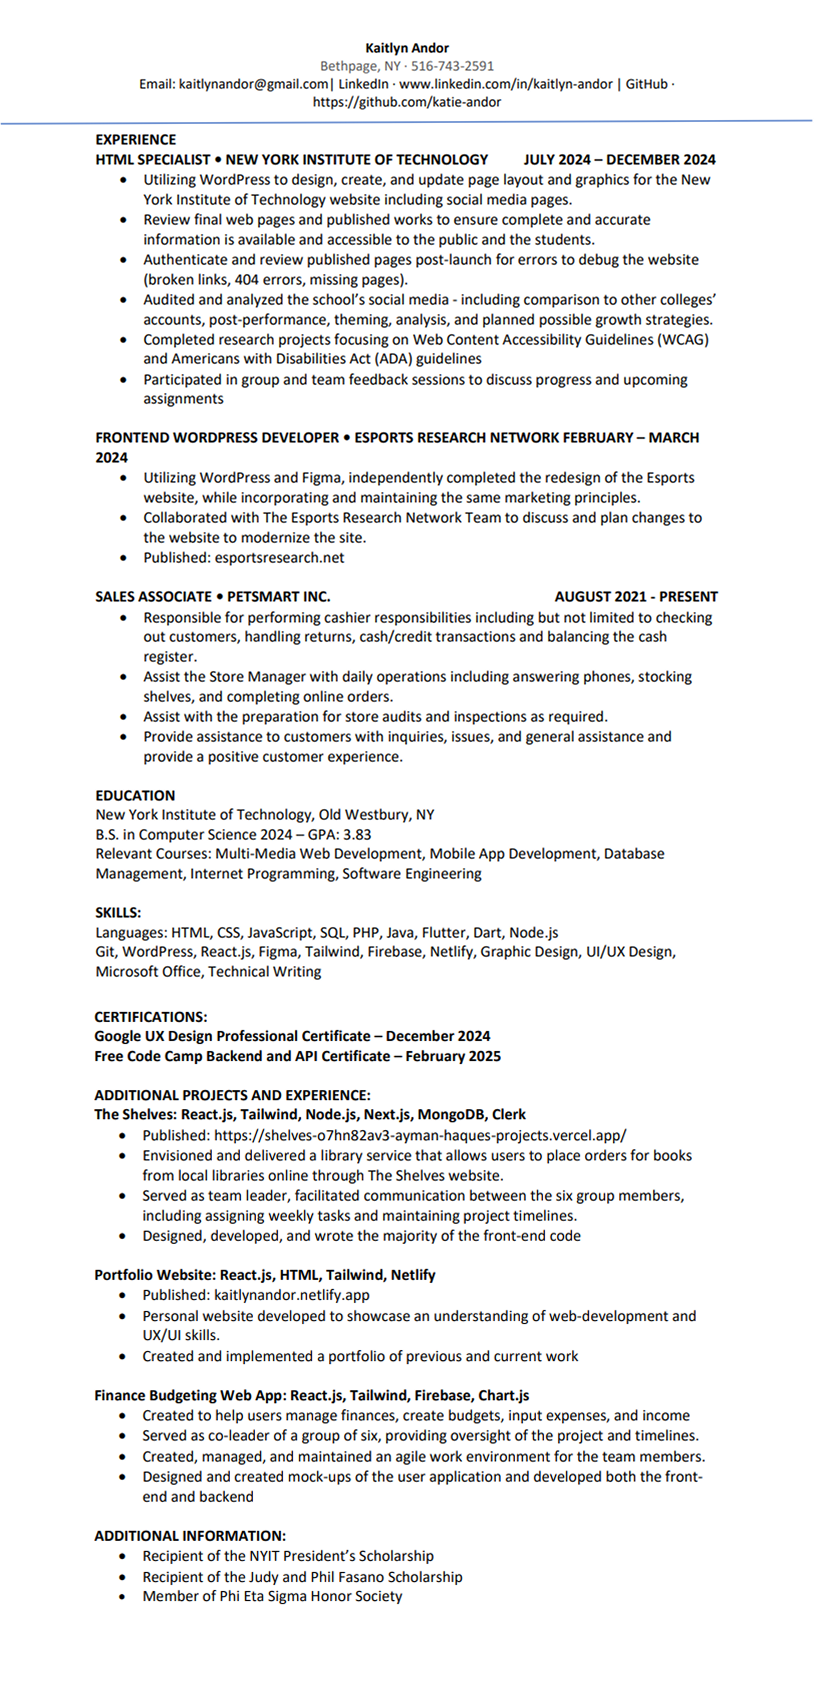 Kaitlyn Andor
Bethpage, NY · 516-743-2591
Email: kaitlynandor@gmail.com| LinkedIn · www.linkedin.com/in/kaitlyn-andor | GitHub ·
https://github.com/katie-andor
EXPERIENCE
HTML SPECIALIST • NEW YORK INSTITUTE OF TECHNOLOGY JULY 2024 – DECEMBER 2024
• Utilizing WordPress to design, create, and update page layout and graphics for the New
York Institute of Technology website including social media pages.
• Review final web pages and published works to ensure complete and accurate
information is available and accessible to the public and the students.
• Authenticate and review published pages post-launch for errors to debug the website
(broken links, 404 errors, missing pages).
• Audited and analyzed the school’s social media - including comparison to other colleges’
accounts, post-performance, theming, analysis, and planned possible growth strategies.
• Completed research projects focusing on Web Content Accessibility Guidelines (WCAG)
and Americans with Disabilities Act (ADA) guidelines
• Participated in group and team feedback sessions to discuss progress and upcoming
assignments
FRONTEND WORDPRESS DEVELOPER • ESPORTS RESEARCH NETWORK FEBRUARY – MARCH
2024
• Utilizing WordPress and Figma, independently completed the redesign of the Esports
website, while incorporating and maintaining the same marketing principles.
• Collaborated with The Esports Research Network Team to discuss and plan changes to
the website to modernize the site.
• Published: esportsresearch.net
SALES ASSOCIATE • PETSMART INC. AUGUST 2021 - PRESENT
• Responsible for performing cashier responsibilities including but not limited to checking
out customers, handling returns, cash/credit transactions and balancing the cash
register.
• Assist the Store Manager with daily operations including answering phones, stocking
shelves, and completing online orders.
• Assist with the preparation for store audits and inspections as required.
• Provide assistance to customers with inquiries, issues, and general assistance and
provide a positive customer experience.
EDUCATION
New York Institute of Technology, Old Westbury, NY
B.S. in Computer Science 2024 – GPA: 3.83
Relevant Courses: Multi-Media Web Development, Mobile App Development, Database
Management, Internet Programming, Software Engineering
SKILLS:
Languages: HTML, CSS, JavaScript, SQL, PHP, Java, Flutter, Dart, Node.js
Git, WordPress, React.js, Figma, Tailwind, Firebase, Netlify, Graphic Design, UI/UX Design,
Microsoft Office, Technical Writing
CERTIFICATIONS:
Google UX Design Professional Certificate – December 2024
Free Code Camp Backend and API Certificate – February 2025
ADDITIONAL PROJECTS AND EXPERIENCE:
The Shelves: React.js, Tailwind, Node.js, Next.js, MongoDB, Clerk
• Published: https://shelves-o7hn82av3-ayman-haques-projects.vercel.app/
• Envisioned and delivered a library service that allows users to place orders for books
from local libraries online through The Shelves website.
• Served as team leader, facilitated communication between the six group members,
including assigning weekly tasks and maintaining project timelines.
• Designed, developed, and wrote the majority of the front-end code
Portfolio Website: React.js, HTML, Tailwind, Netlify
• Published: kaitlynandor.netlify.app
• Personal website developed to showcase an understanding of web-development and
UX/UI skills.
• Created and implemented a portfolio of previous and current work
Finance Budgeting Web App: React.js, Tailwind, Firebase, Chart.js
• Created to help users manage finances, create budgets, input expenses, and income
• Served as co-leader of a group of six, providing oversight of the project and timelines.
• Created, managed, and maintained an agile work environment for the team members.
• Designed and created mock-ups of the user application and developed both the front-
end and backend
ADDITIONAL INFORMATION:
• Recipient of the NYIT President’s Scholarship
• Recipient of the Judy and Phil Fasano Scholarship
• Member of Phi Eta Sigma Honor Society